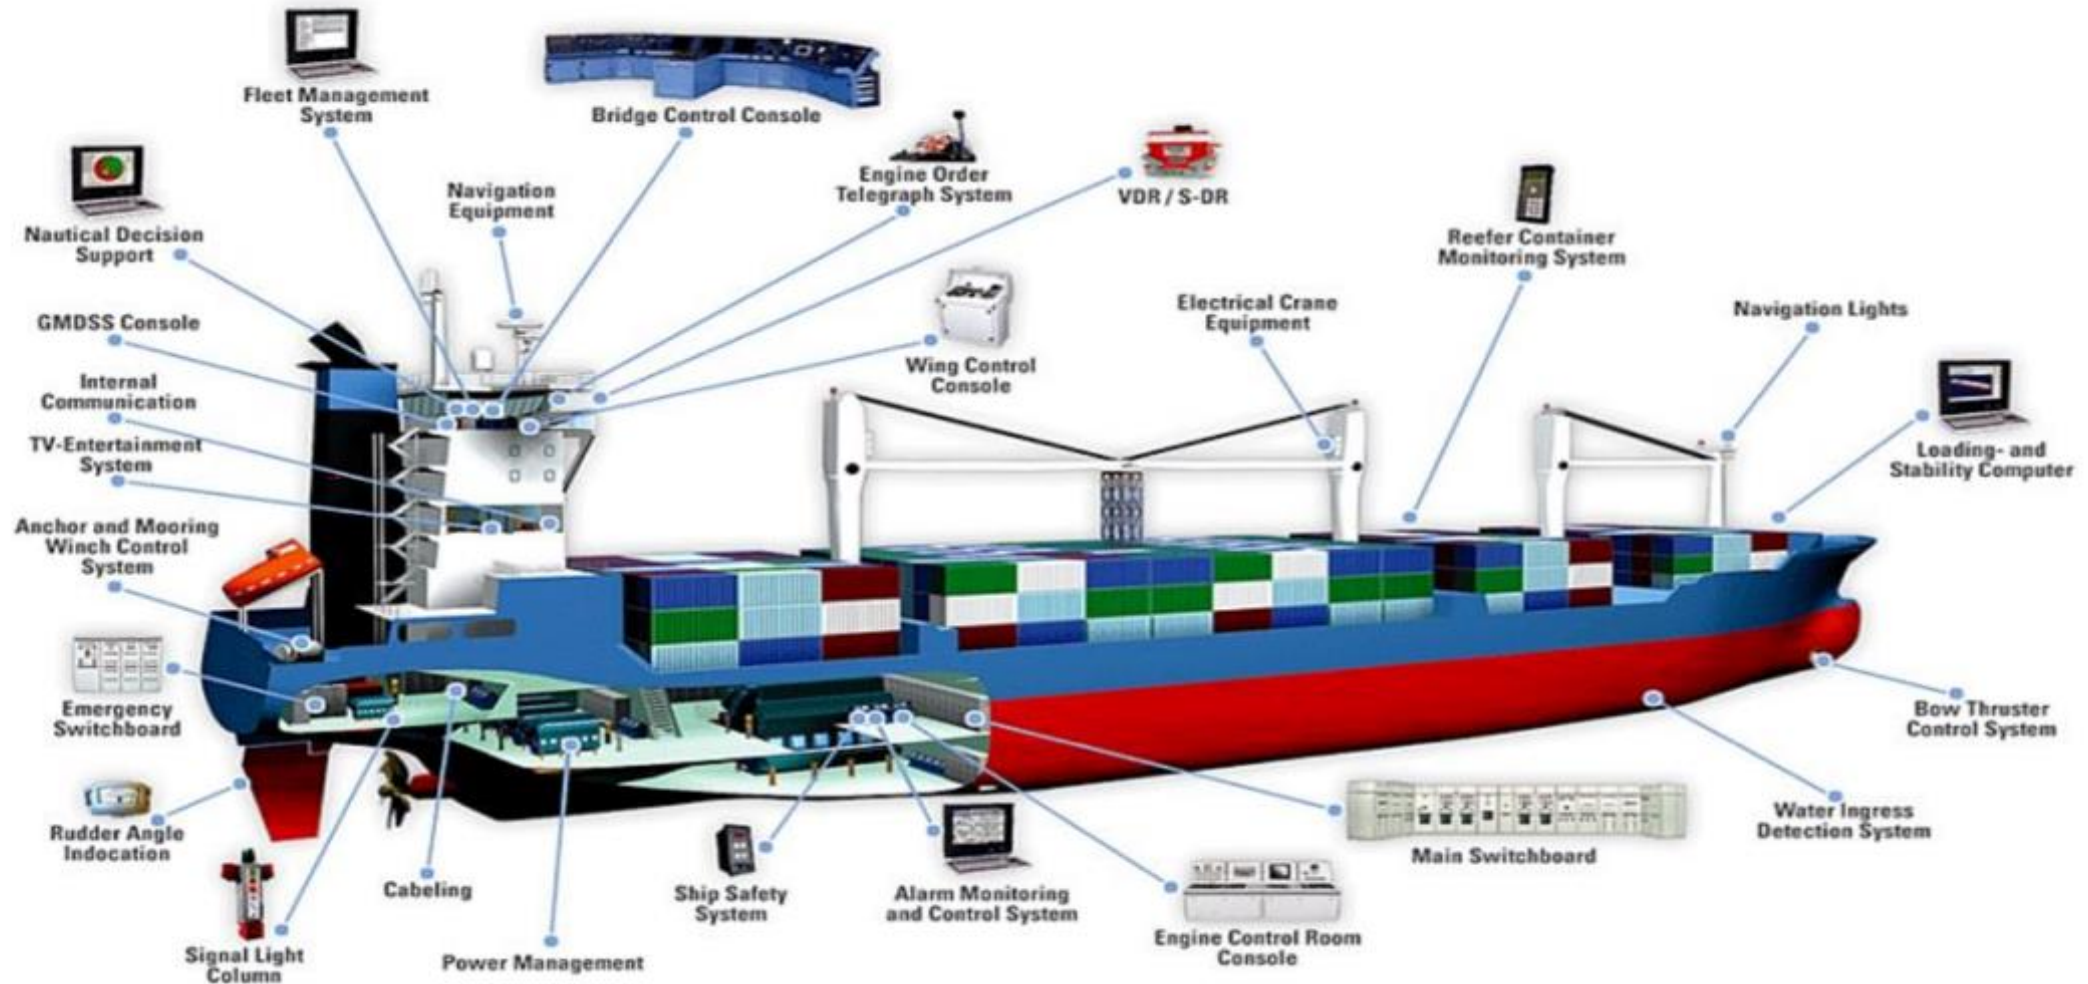 Fleet Management
System
Bridge Control Console
Engine Order
Telegraph System
VDR / S-DR
Nautical Decision
Support
Navigation
Equipment
Reefer Container
Monitoring System
GMDSS Console
Electrical Crane
Equipment
Navigation Lights
Internal
Communication
Wing Control
Console
TV-Entertainment
System
Loading- and
Stability Computer
Anchor and Mooring
Winch Control
System
Emergency
Switchboard
Bow Thruster
Control System
Rudder Angle
Indocation
Water Ingress
Detection System
Main Switchboard
Cabeling
Ship Safety
System
Alarm Monitoring
and Control System
Engine Control Room
Console
Signal Light
Column
Power Management